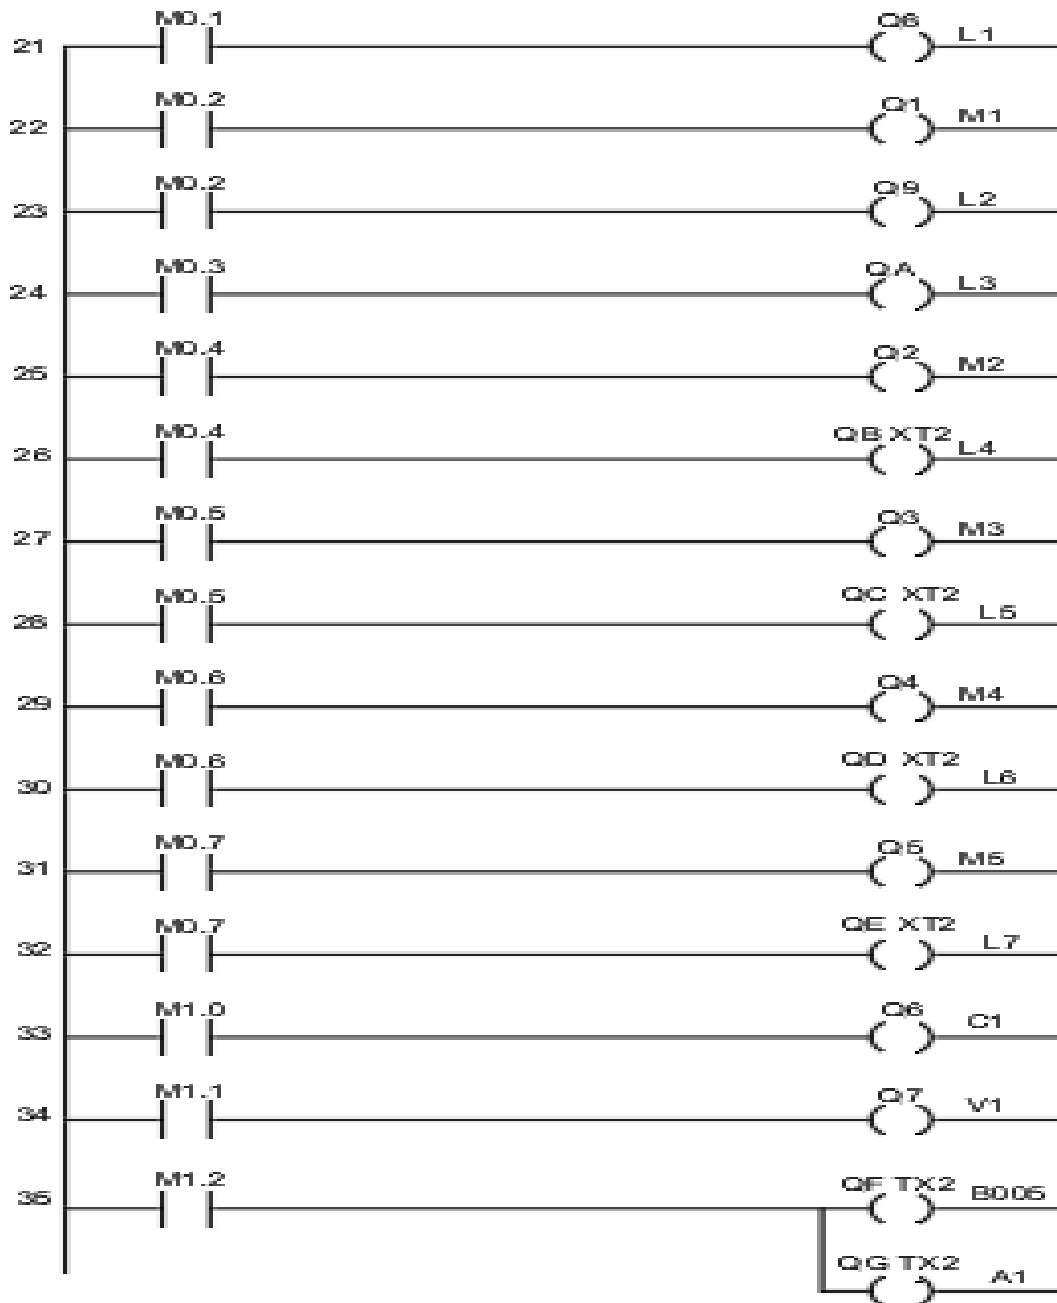 M0.1 Q8 L1
21
M0.2 Q1 M1
22
M0.2 Q9 L2
23
M0.3 QA L3
24
M0.4 Q2 M2
25
M0.4 QB XT2 L4
26
M0.5 Q3 M3
27
M0.5 QC XT2 L5
28
M0.6 Q4 M4
29
M0.6 QD XT2 L6
30
M0.7 Q5 M5
31
M0.7 QE XT2 L7
32
M1.0 Q6 C1
33
M1.1 Q7 V1
34
M1.2 QF TX2 B005
35
QG TX2 A1